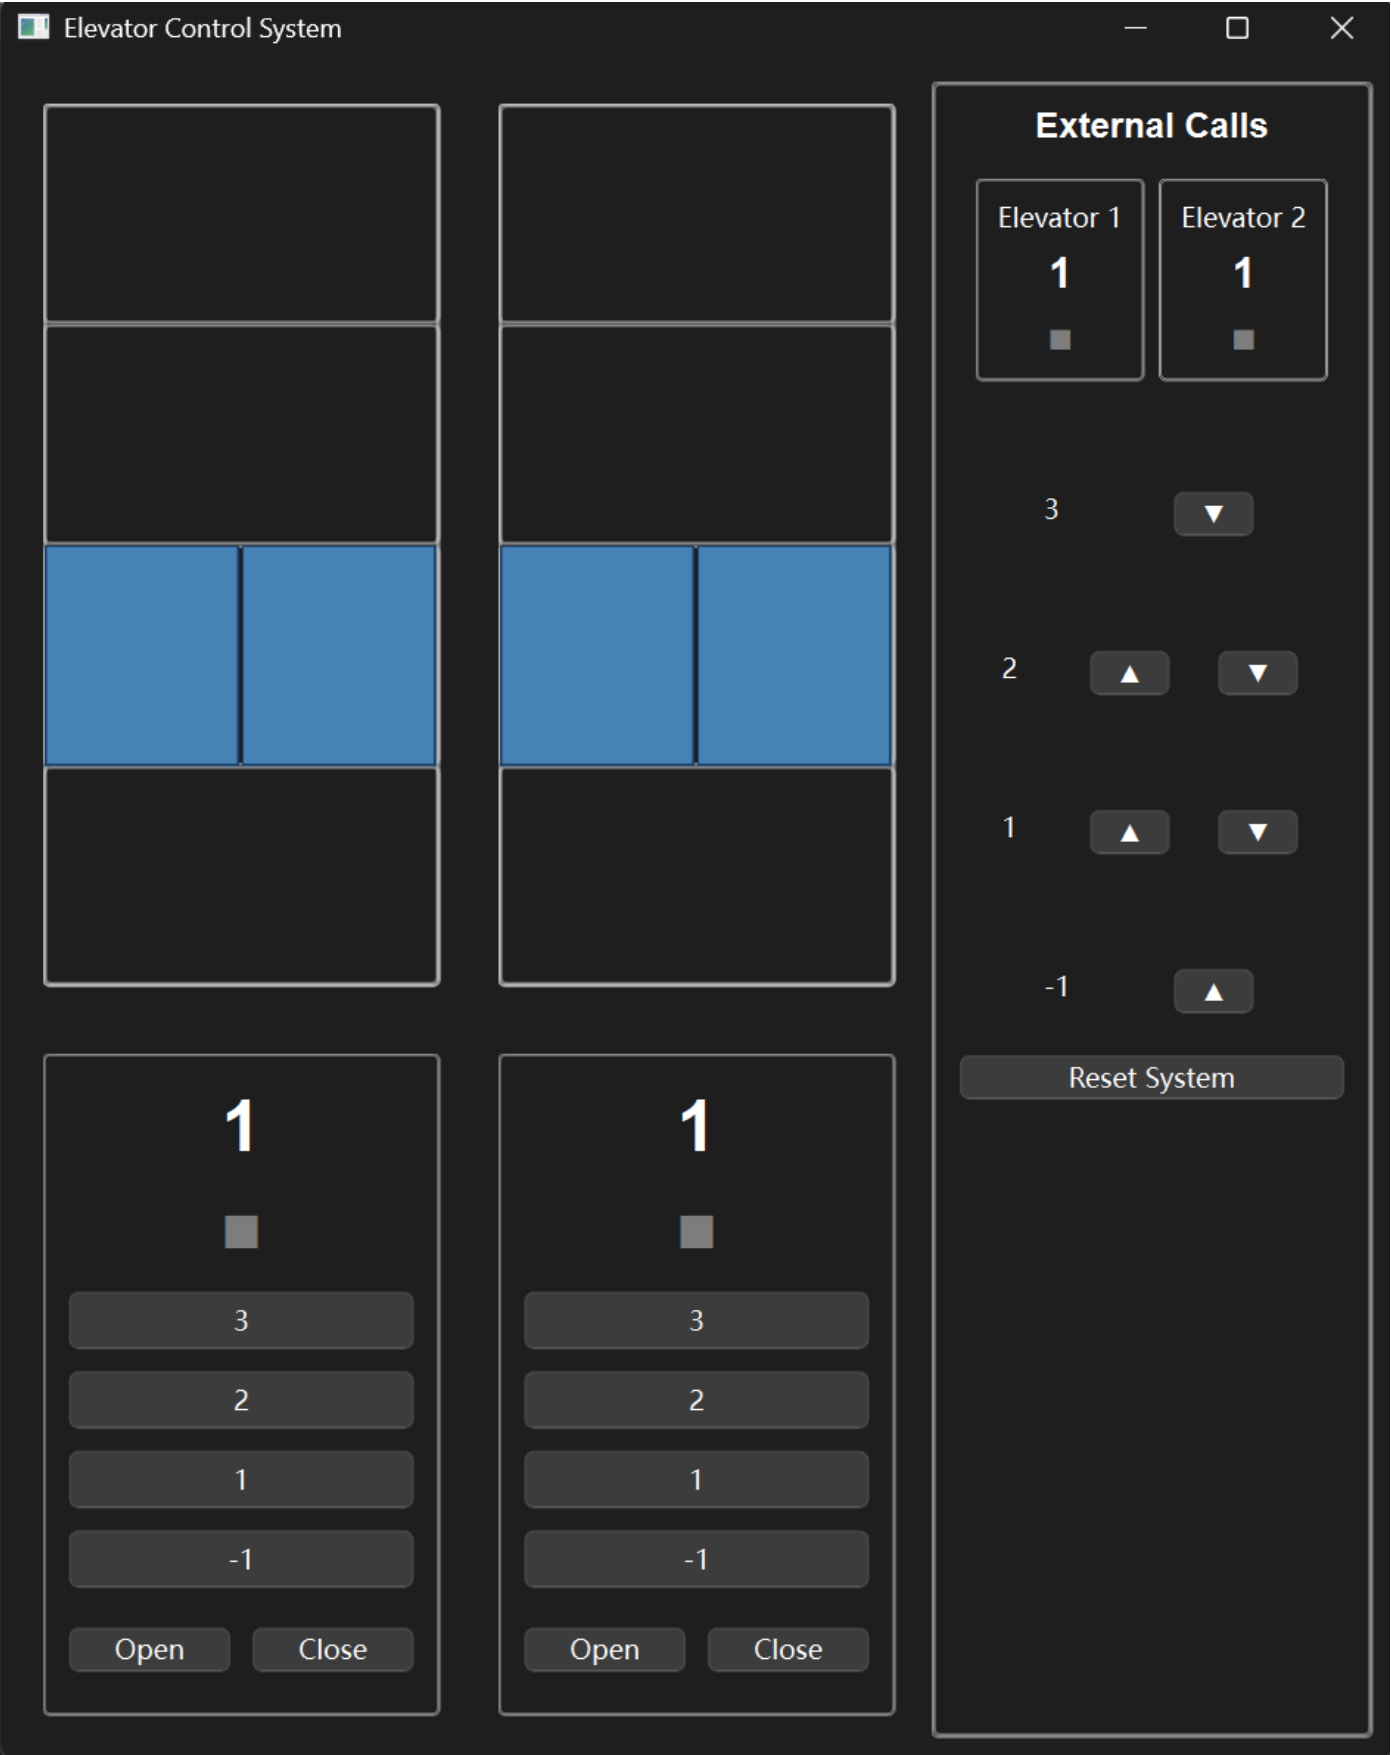 Elevator Control System
External Calls
Elevator 1
1
■
Elevator 2
1
■
3 ▼
2 ▲ ▼
1 ▲ ▼
-1 ▲
Reset System
1
■
3
2
1
-1
Open Close
1
■
3
2
1
-1
Open Close